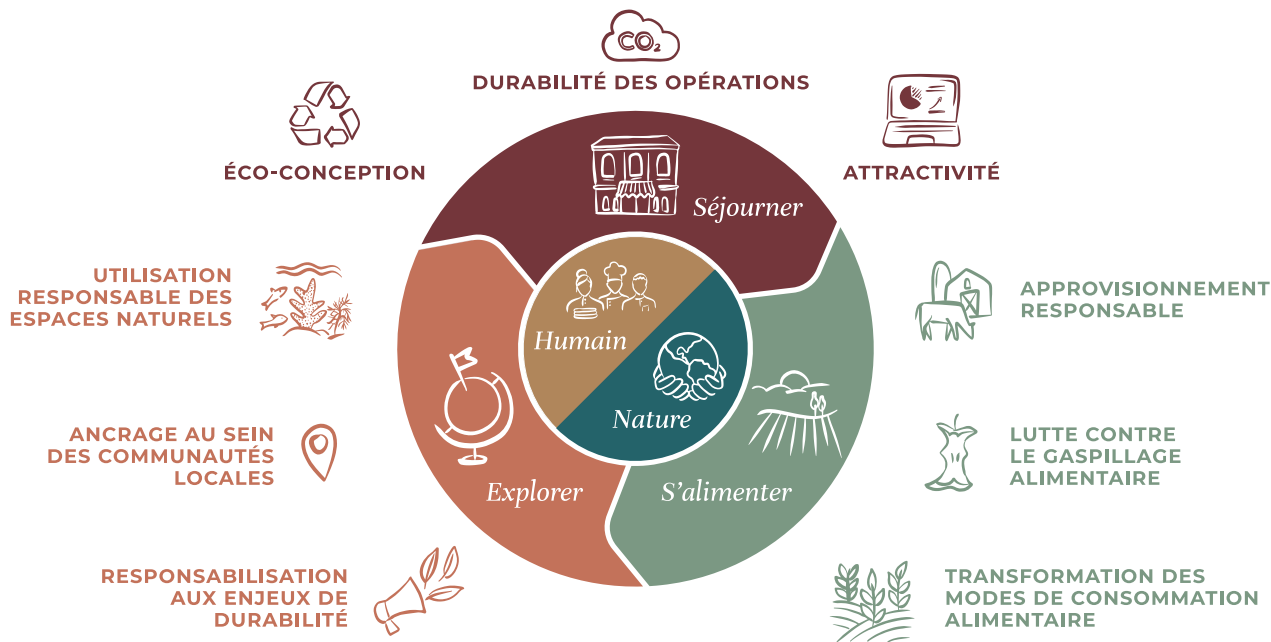 CO₂
DURABILITÉ DES OPÉRATIONS
ÉCO-CONCEPTION
ATTRACTIVITÉ
Séjourner
UTILISATION
RESPONSABLE DES
ESPACES NATURELS
APPROVISIONNEMENT
RESPONSABLE
Humain
Nature
ANCRAGE AU SEIN
DES COMMUNAUTÉS
LOCALES
LUTTE CONTRE
LE GASPILLAGE
ALIMENTAIRE
Explorer
S'alimenter
RESPONSABILISATION
AUX ENJEUX DE
DURABILITÉ
TRANSFORMATION DES
MODES DE CONSOMMATION
ALIMENTAIRE